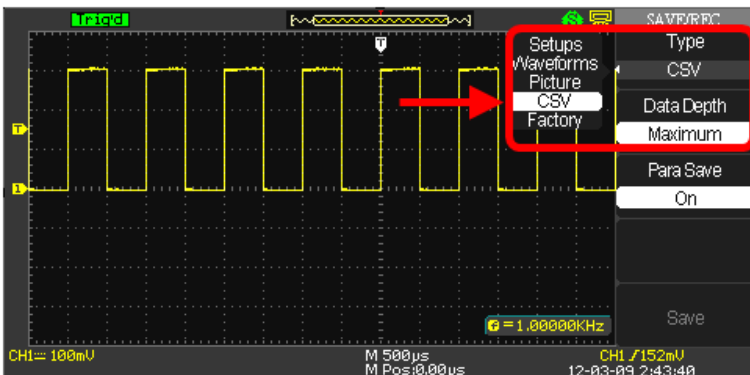 Trig'd
S
SAVE/REC
T
Setups
Waveforms
Picture
CSV
Factory
Type
CSV
Data Depth
Maximum
Para Save
On
Save
T
1
F = 1.00000KHz
CH1 100mV
M 500µs
M Pos:0.00µs
CH1 /152mV
12-03-09 2:43:40